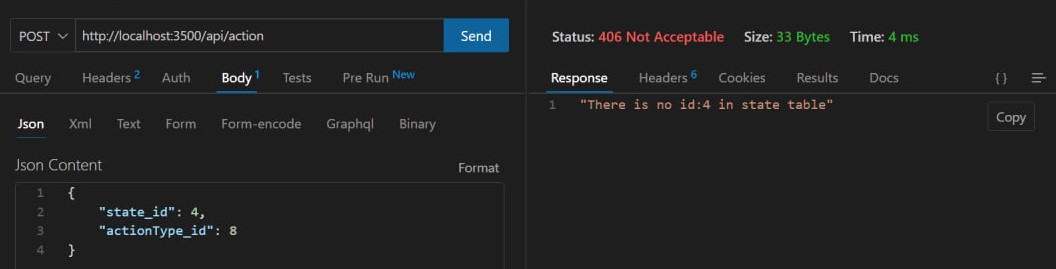 POST http://localhost:3500/api/action Send
Query Headers 2 Auth Body 1 Tests Pre Run New
Json Xml Text Form Form-encode Graphql Binary
Json Content Format
1 {
2 "state_id": 4,
3 "actionType_id": 8
4 }
Status: 406 Not Acceptable Size: 33 Bytes Time: 4 ms
Response Headers 6 Cookies Results Docs { }
1 "There is no id:4 in state table"
Copy